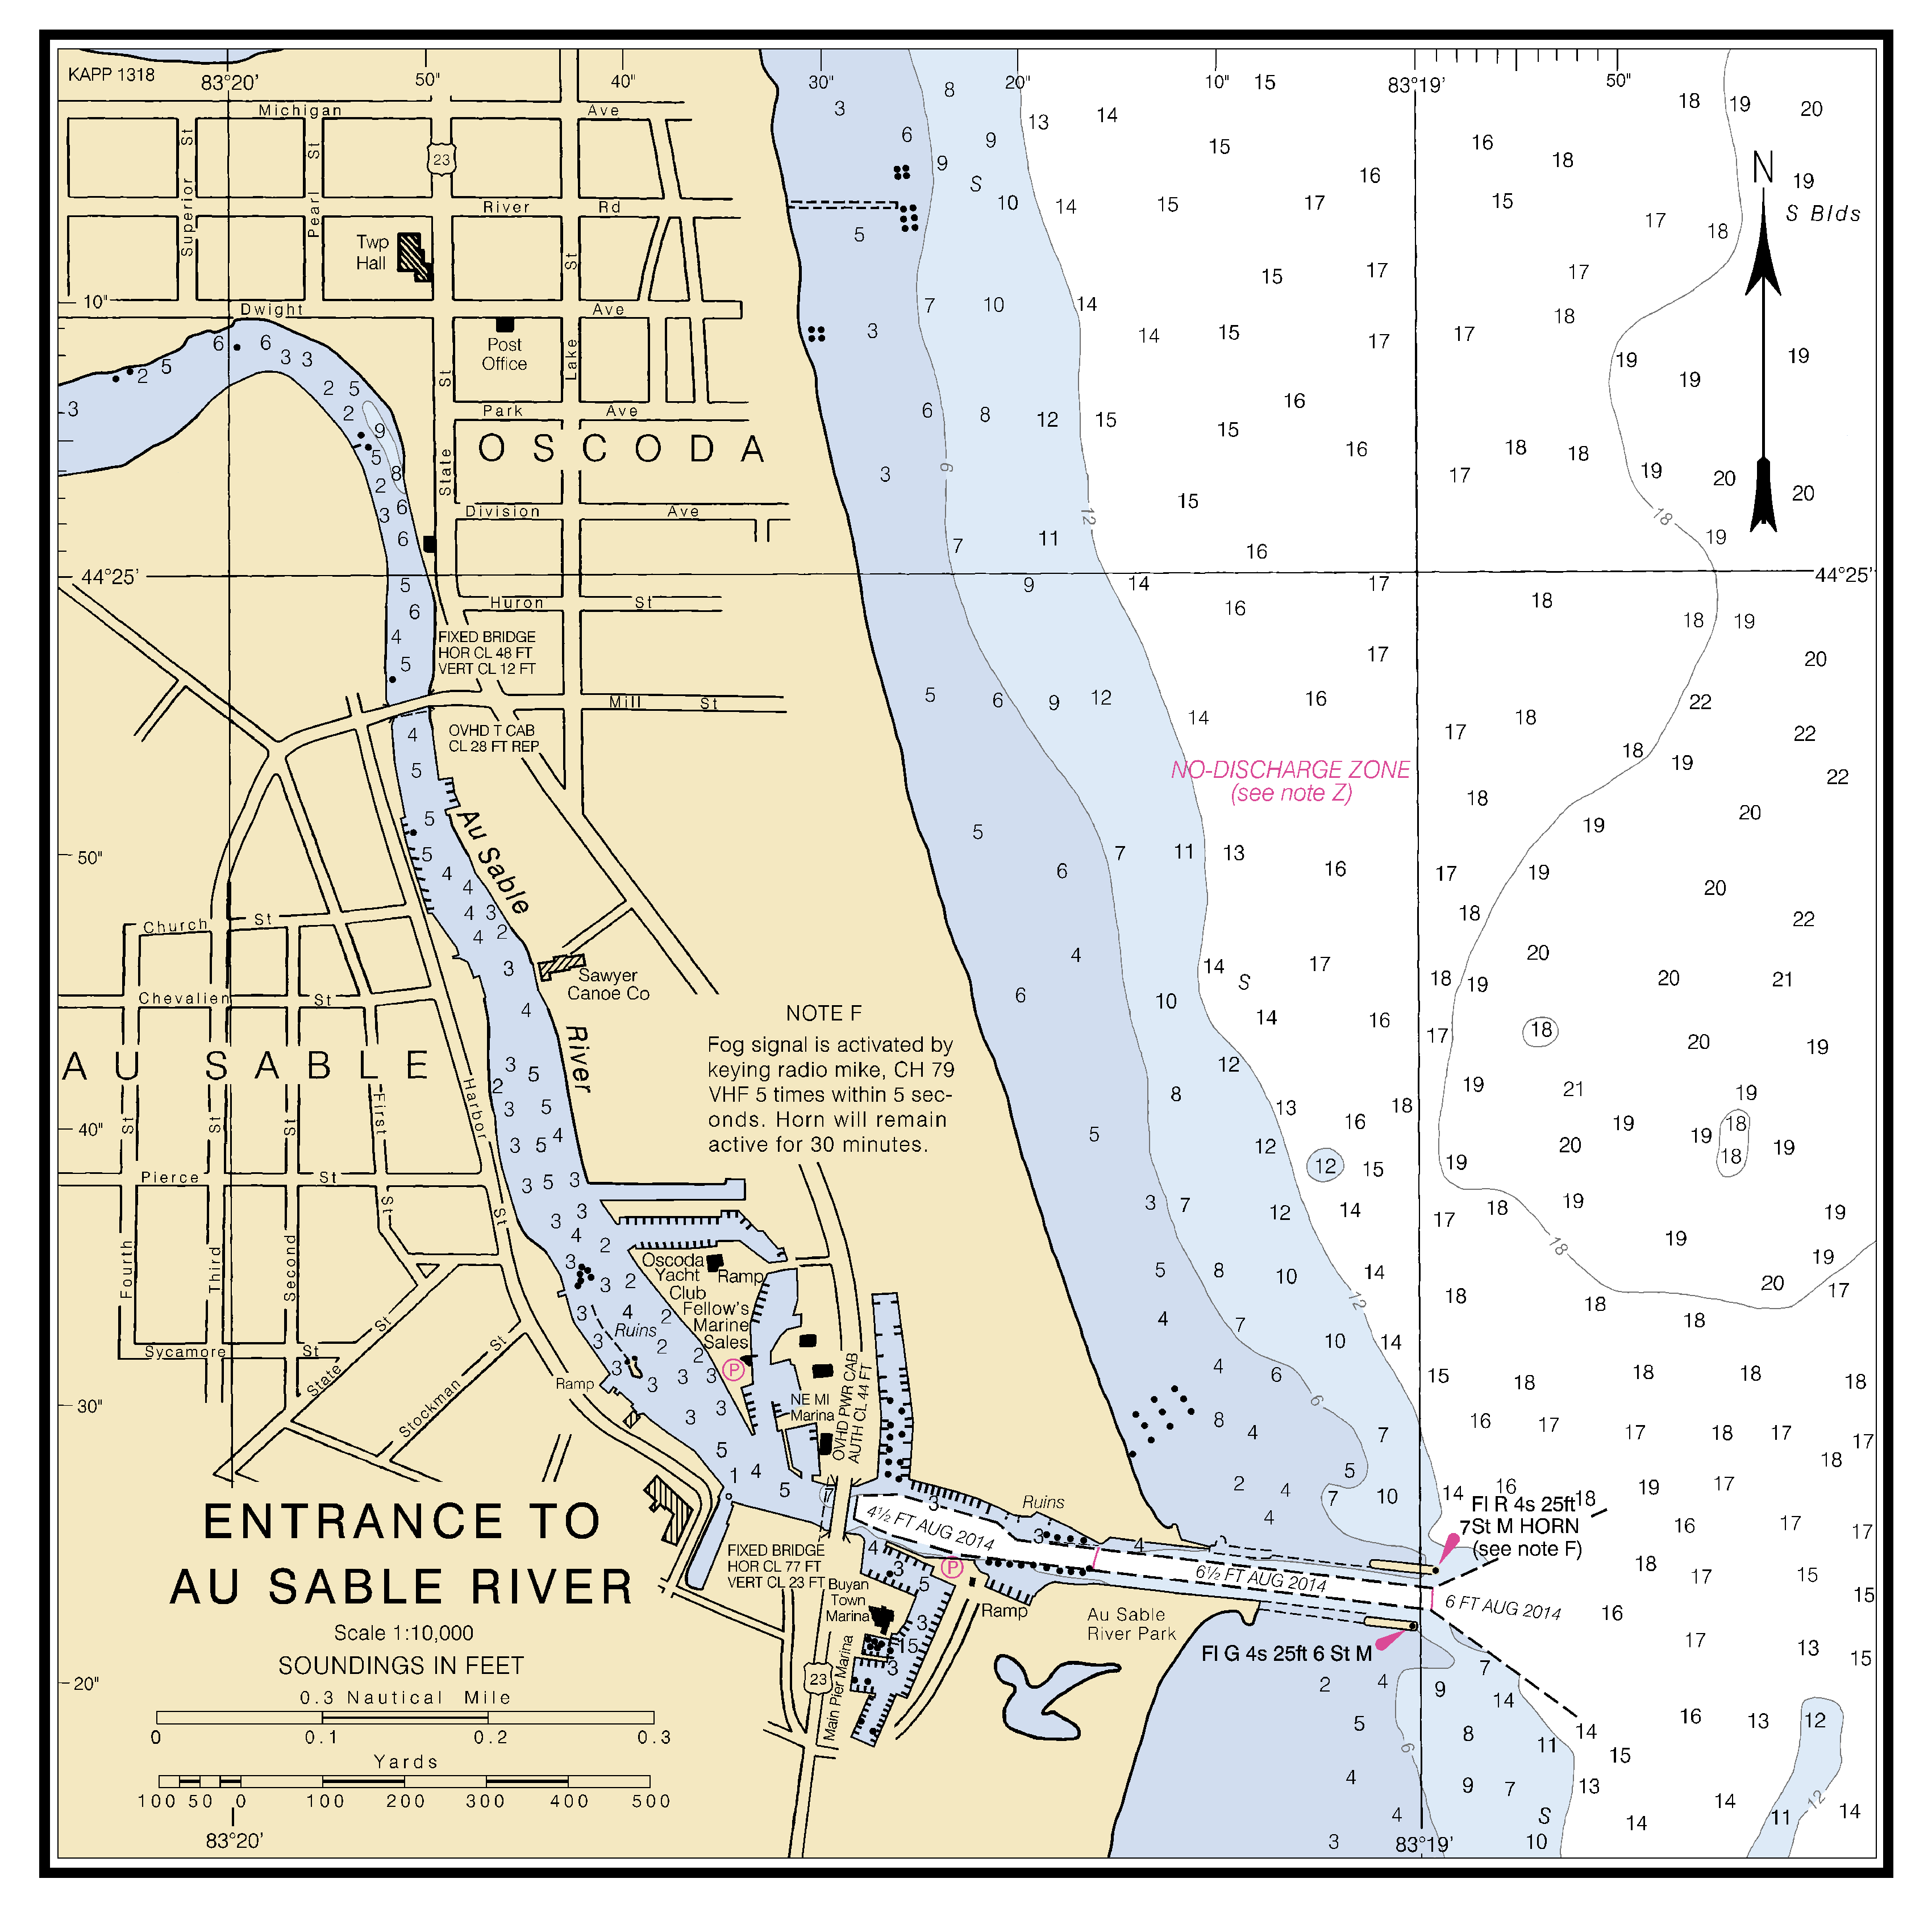 KAPP 1318
83°20'
50"
40"
30"
20"
10"
15
83°19'
50"
Michigan Ave
Superior St
Pearl St
23
River Rd
Twp
Hall
Lake St
N
S
S Blds
10"
Dwight Ave
Post
Office
State St
Park Ave
OSCODA
Division Ave
44°25'
44°25'
Huron St
FIXED BRIDGE
HOR CL 48 FT
VERT CL 12 FT
Mill St
OVHD T CAB
CL 28 FT REP
NO-DISCHARGE ZONE
(see note Z)
Au Sable River
50"
Church St
Sawyer
Canoe Co
Chevalien St
S
NOTE F
Fog signal is activated by
keying radio mike, CH 79
VHF 5 times within 5 sec-
onds. Horn will remain
active for 30 minutes.
AU SABLE
Harbor St
First St
Fourth St
Third St
Second St
40"
Pierce St
Oscoda
Yacht
Club
Ramp
Fellow's
Marine
Sales
P
Ruins
Sycamore St
State St
Stockman St
Ramp
NE MI
Marina
OVHD PWR CAB
AUTH CL 44 FT
30"
Ruins
4½ FT AUG 2014
Fl R 4s 25ft
7St M HORN
(see note F)
6½ FT AUG 2014
6 FT AUG 2014
ENTRANCE TO
AU SABLE RIVER
Scale 1:10,000
SOUNDINGS IN FEET
0.3 Nautical Mile
0 0.1 0.2 0.3
Yards
100 50 0 100 200 300 400 500
83°20'
FIXED BRIDGE
HOR CL 77 FT
VERT CL 23 FT
P
Buyan
Town
Marina
Ramp
Au Sable
River Park
Fl G 4s 25ft 6 St M
23
Main Pier Marina
20"
S
83°19'